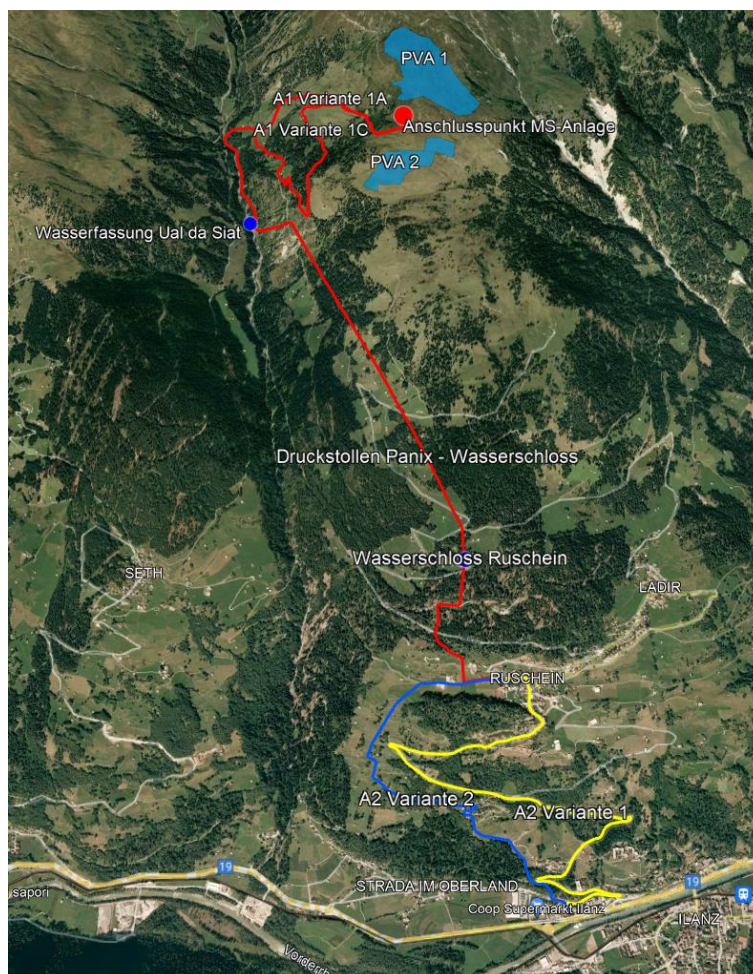 PVA 1
A1 Variante 1A
A1 Variante 1C
Anschlusspunkt MS-Anlage
PVA 2
Wasserfassung Ual da Siat
Druckstollen Panix - Wasserschloss
Wasserschloss Ruschein
SETH
LADIR
RUSCHEIN
A2 Variante 2
A2 Variante 1
19
STRADA IM OBERLAND
19
sapori
Coop Supermarkt Ilanz
ILANZ